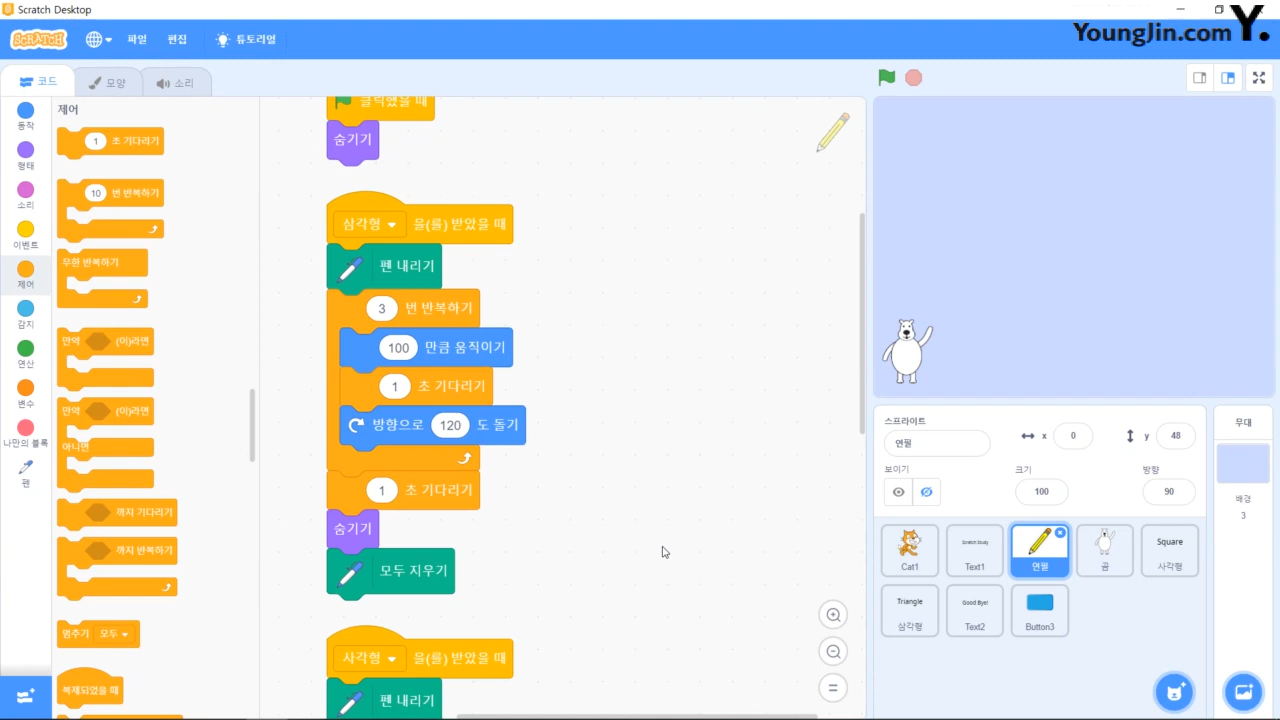 Scratch Desktop
SCRATCH 파일 편집 튜토리얼
YoungJin.com Y.
코드 모양 소리
동작
형태
소리
이벤트
제어
감지
연산
변수
나만의 블록
펜
제어
1 초 기다리기
10 번 반복하기
무한 반복하기
만약 (이)라면
만약 (이)라면
아니면
까지 기다리기
까지 반복하기
멈추기 모두
복제되었을 때
클릭했을 때
숨기기
삼각형 을(를) 받았을 때
펜 내리기
3 번 반복하기
100 만큼 움직이기
1 초 기다리기
방향으로 120 도 돌기
1 초 기다리기
숨기기
모두 지우기
사각형 을(를) 받았을 때
펜 내리기
스프라이트
연필 x 0 y 48
보이기 크기 방향
100 90
무대
배경
3
Cat1
Scratch Study
Text1
연필
곰
Square
사각형
Triangle
삼각형
Good Bye!
Text2
Button3